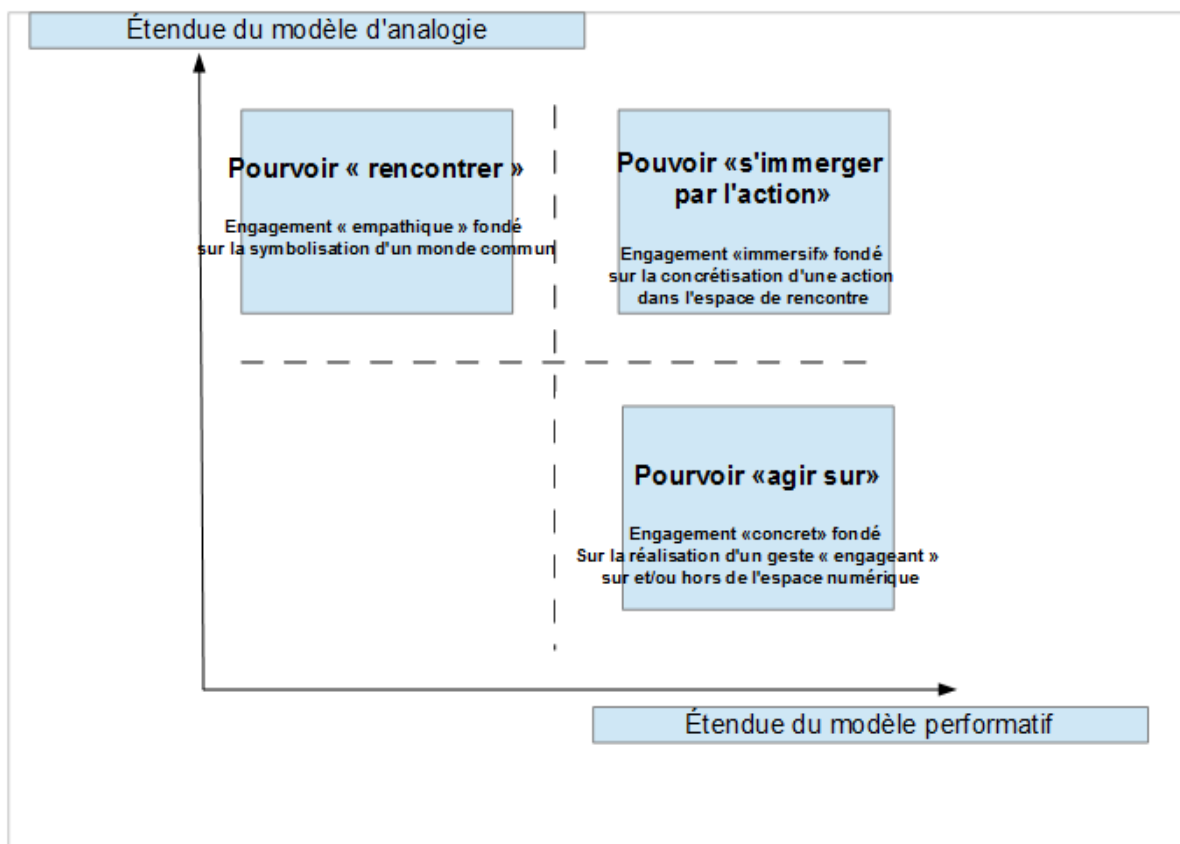 Étendue du modèle d'analogie
Pourvoir « rencontrer »
Engagement « empathique » fondé
sur la symbolisation d'un monde commun
Pouvoir «s'immerger
par l'action»
Engagement «immersif» fondé
sur la concrétisation d'une action
dans l'espace de rencontre
Pourvoir «agir sur»
Engagement «concret» fondé
Sur la réalisation d'un geste « engageant »
sur et/ou hors de l'espace numérique
Étendue du modèle performatif